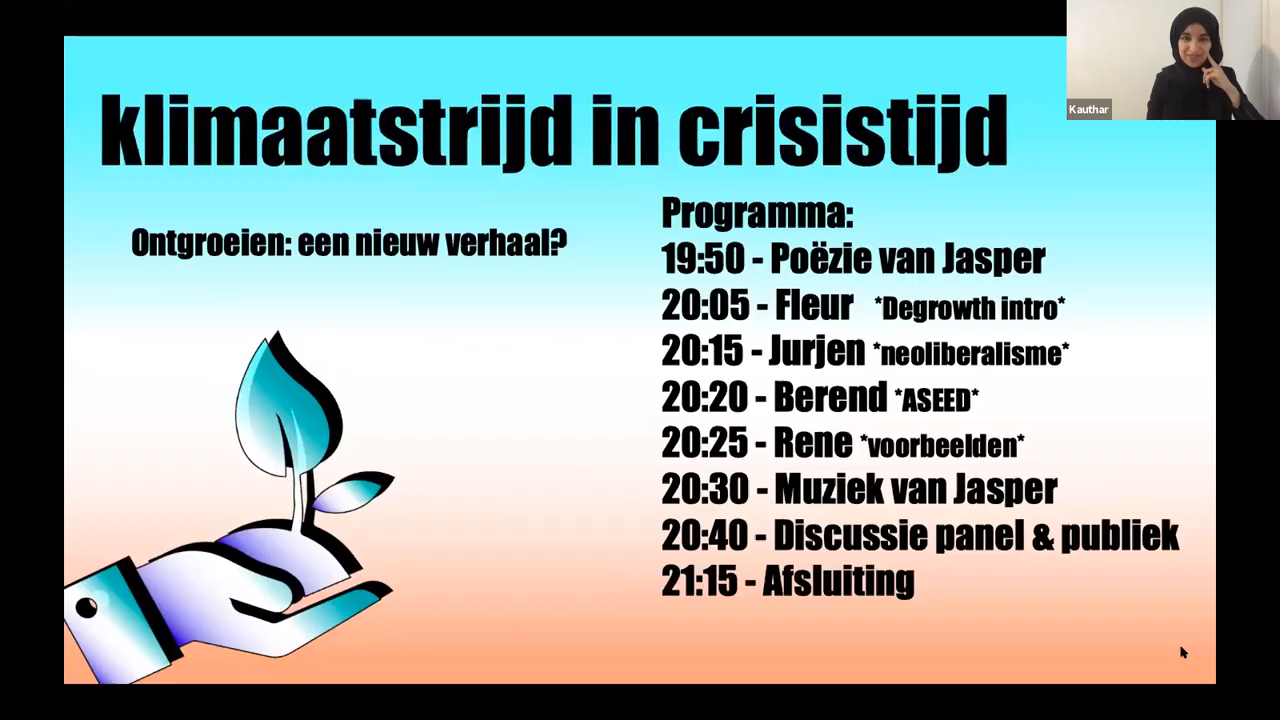 klimaatstrijd in crisistijd
Ontgroeien: een nieuw verhaal?
Programma:
19:50 - Poëzie van Jasper
20:05 - Fleur *Degrowth intro*
20:15 - Jurjen *neoliberalisme*
20:20 - Berend *ASEED*
20:25 - Rene *voorbeelden*
20:30 - Muziek van Jasper
20:40 - Discussie panel & publiek
21:15 - Afsluiting
Kauthar